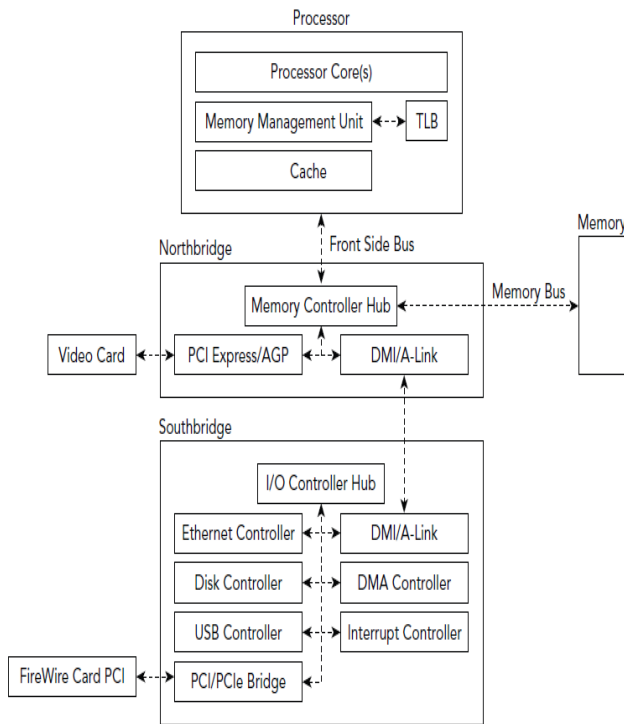 Processor
Processor Core(s)
Memory Management Unit
TLB
Cache
Front Side Bus
Northbridge
Memory
Memory Controller Hub
Memory Bus
Video Card
PCI Express/AGP
DMI/A-Link
Southbridge
I/O Controller Hub
Ethernet Controller
DMI/A-Link
Disk Controller
DMA Controller
USB Controller
Interrupt Controller
FireWire Card PCI
PCI/PCIe Bridge